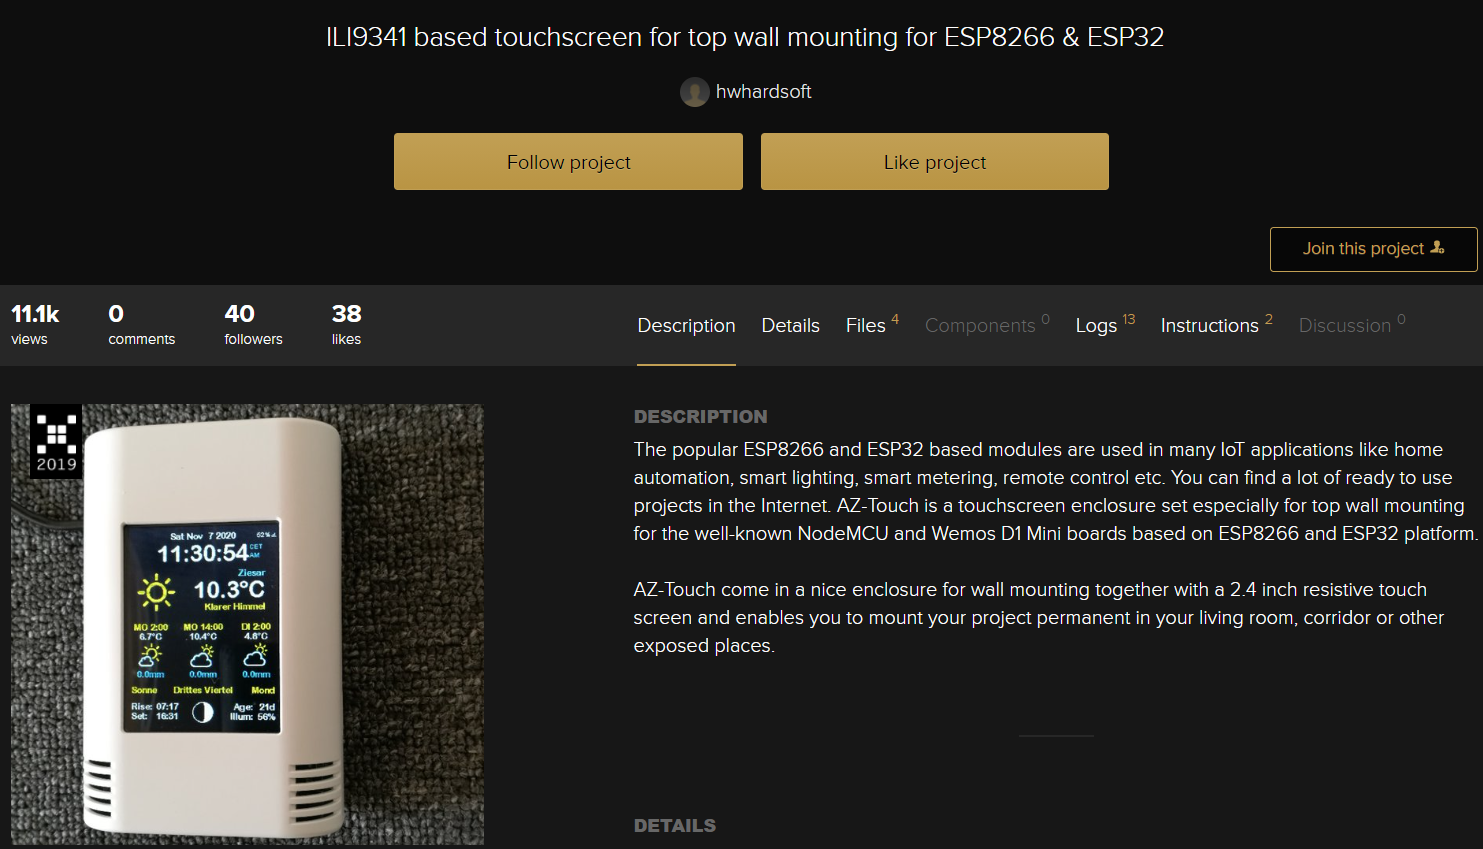 ILI9341 based touchscreen for top wall mounting for ESP8266 & ESP32
hwhardsoft
Follow project
Like project
Join this project
11.1k
views
0
comments
40
followers
38
likes
Description
Details
Files 4
Components 0
Logs 13
Instructions 2
Discussion 0
2019
Sat Nov 7 2020
62%
11:30:54
CET
AM
Ziesar
10.3°C
Klarer Himmel
MO 2:00 MO 14:00 DI 2:00
6.7°C 10.4°C 4.8°C
0.0mm 0.0mm 0.0mm
Sonne Drittes Viertel Mond
Rise: 07:17 Age: 21d
Set: 16:31 Illum: 56%
DESCRIPTION
The popular ESP8266 and ESP32 based modules are used in many IoT applications like home
automation, smart lighting, smart metering, remote control etc. You can find a lot of ready to use
projects in the Internet. AZ-Touch is a touchscreen enclosure set especially for top wall mounting
for the well-known NodeMCU and Wemos D1 Mini boards based on ESP8266 and ESP32 platform.
AZ-Touch come in a nice enclosure for wall mounting together with a 2.4 inch resistive touch
screen and enables you to mount your project permanent in your living room, corridor or other
exposed places.
DETAILS